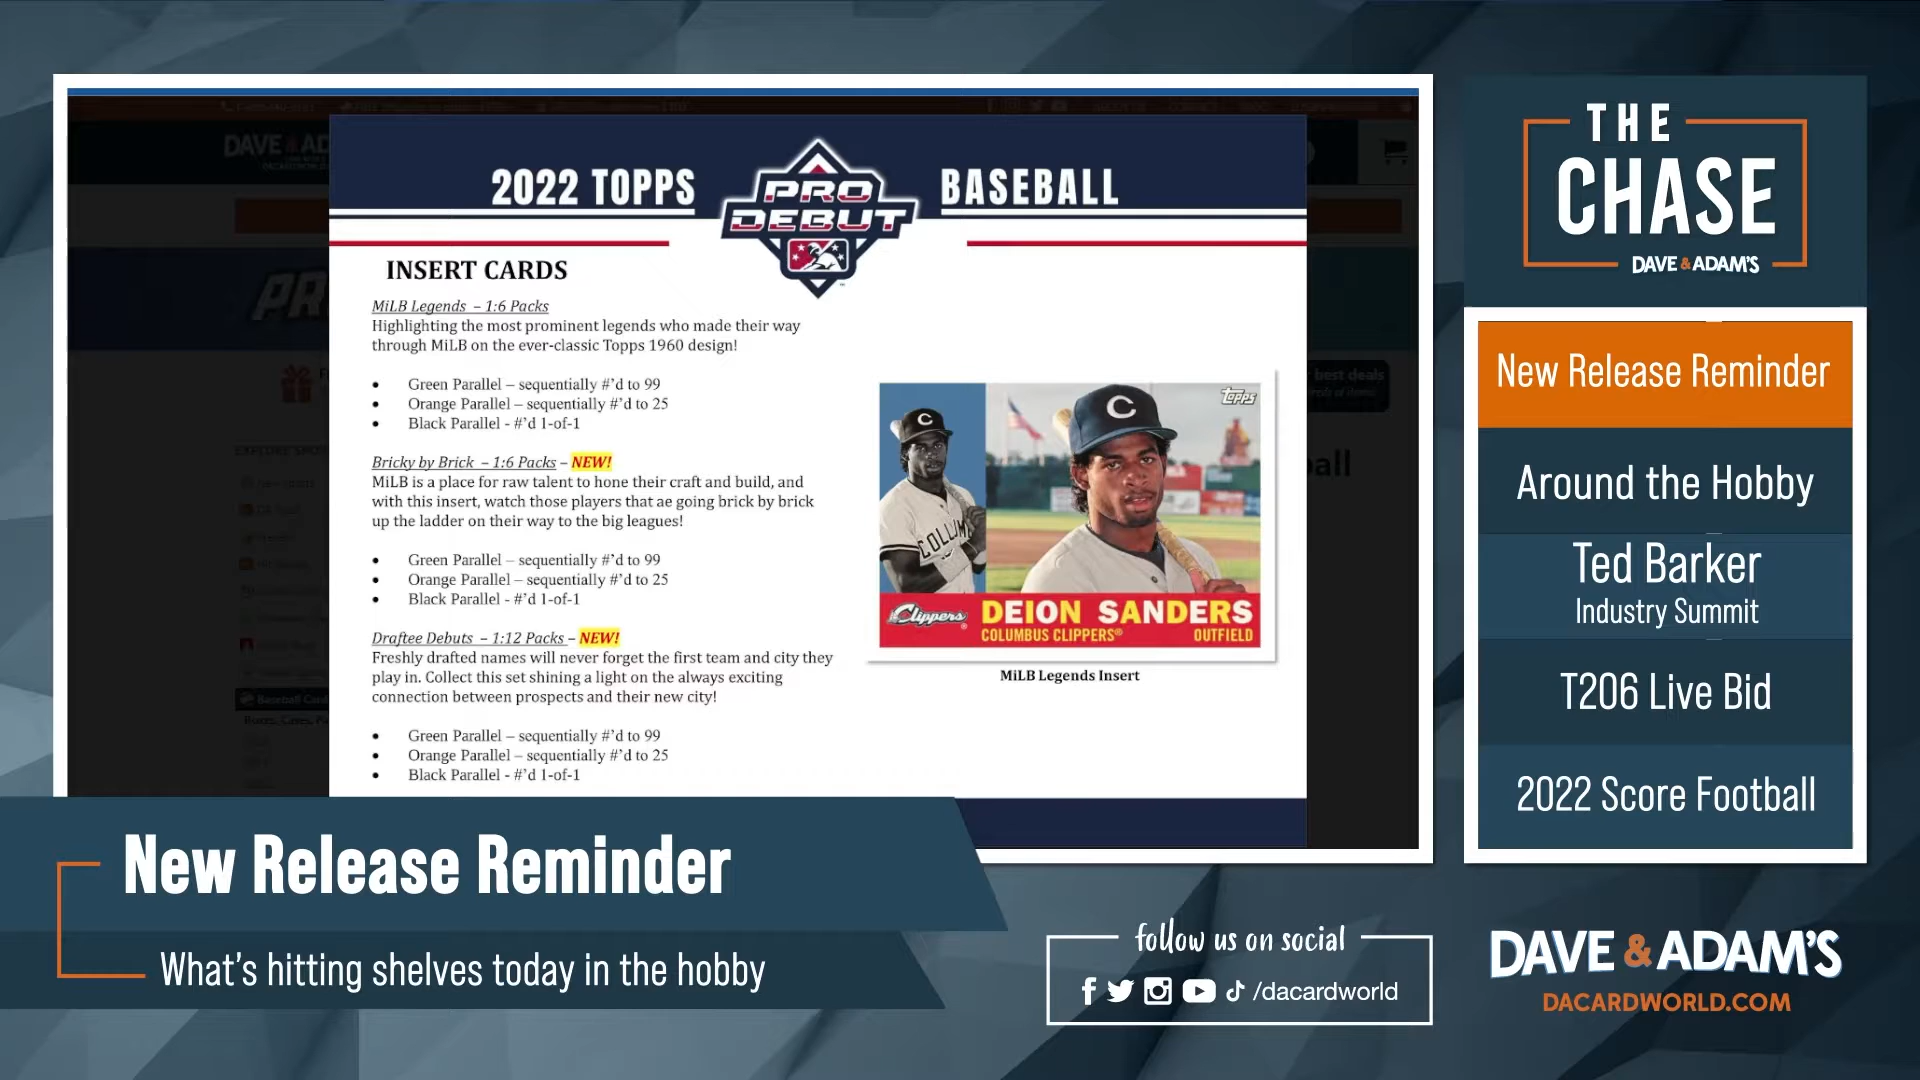 2022 TOPPS PRO DEBUT BASEBALL
INSERT CARDS
MiLB Legends – 1:6 Packs
Highlighting the most prominent legends who made their way
through MiLB on the ever-classic Topps 1960 design!
• Green Parallel – sequentially #'d to 99
• Orange Parallel – sequentially #'d to 25
• Black Parallel - #'d 1-of-1
Bricky by Brick – 1:6 Packs – NEW!
MiLB is a place for raw talent to hone their craft and build, and
with this insert, watch those players that ae going brick by brick
up the ladder on their way to the big leagues!
• Green Parallel – sequentially #'d to 99
• Orange Parallel – sequentially #'d to 25
• Black Parallel - #'d 1-of-1
Draftee Debuts – 1:12 Packs – NEW!
Freshly drafted names will never forget the first team and city they
play in. Collect this set shining a light on the always exciting
connection between prospects and their new city!
• Green Parallel – sequentially #'d to 99
• Orange Parallel – sequentially #'d to 25
• Black Parallel - #'d 1-of-1
Topps
C
C
COLUM
Clippers
DEION SANDERS
COLUMBUS CLIPPERS® OUTFIELD
MiLB Legends Insert
DAVE & AD
PR
best deals
all
Baseball Card
THE
CHASE
DAVE & ADAM'S
New Release Reminder
Around the Hobby
Ted Barker
Industry Summit
T206 Live Bid
2022 Score Football
New Release Reminder
What's hitting shelves today in the hobby
follow us on social
/dacardworld
DAVE & ADAM'S
DACARDWORLD.COM